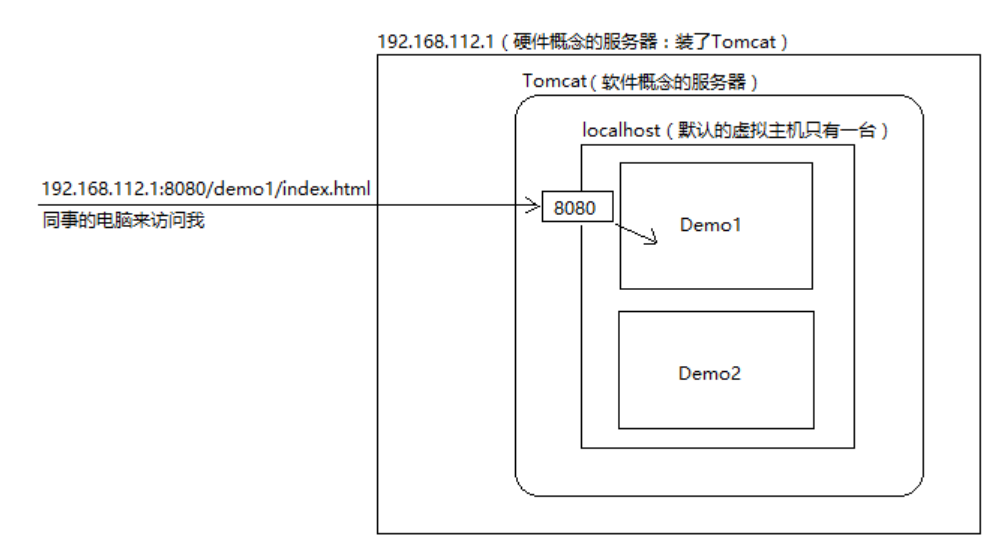 192.168.112.1（硬件概念的服务器：装了Tomcat）
Tomcat（软件概念的服务器）
localhost（默认的虚拟主机只有一台）
192.168.112.1:8080/demo1/index.html
同事的电脑来访问我
8080
Demo1
Demo2